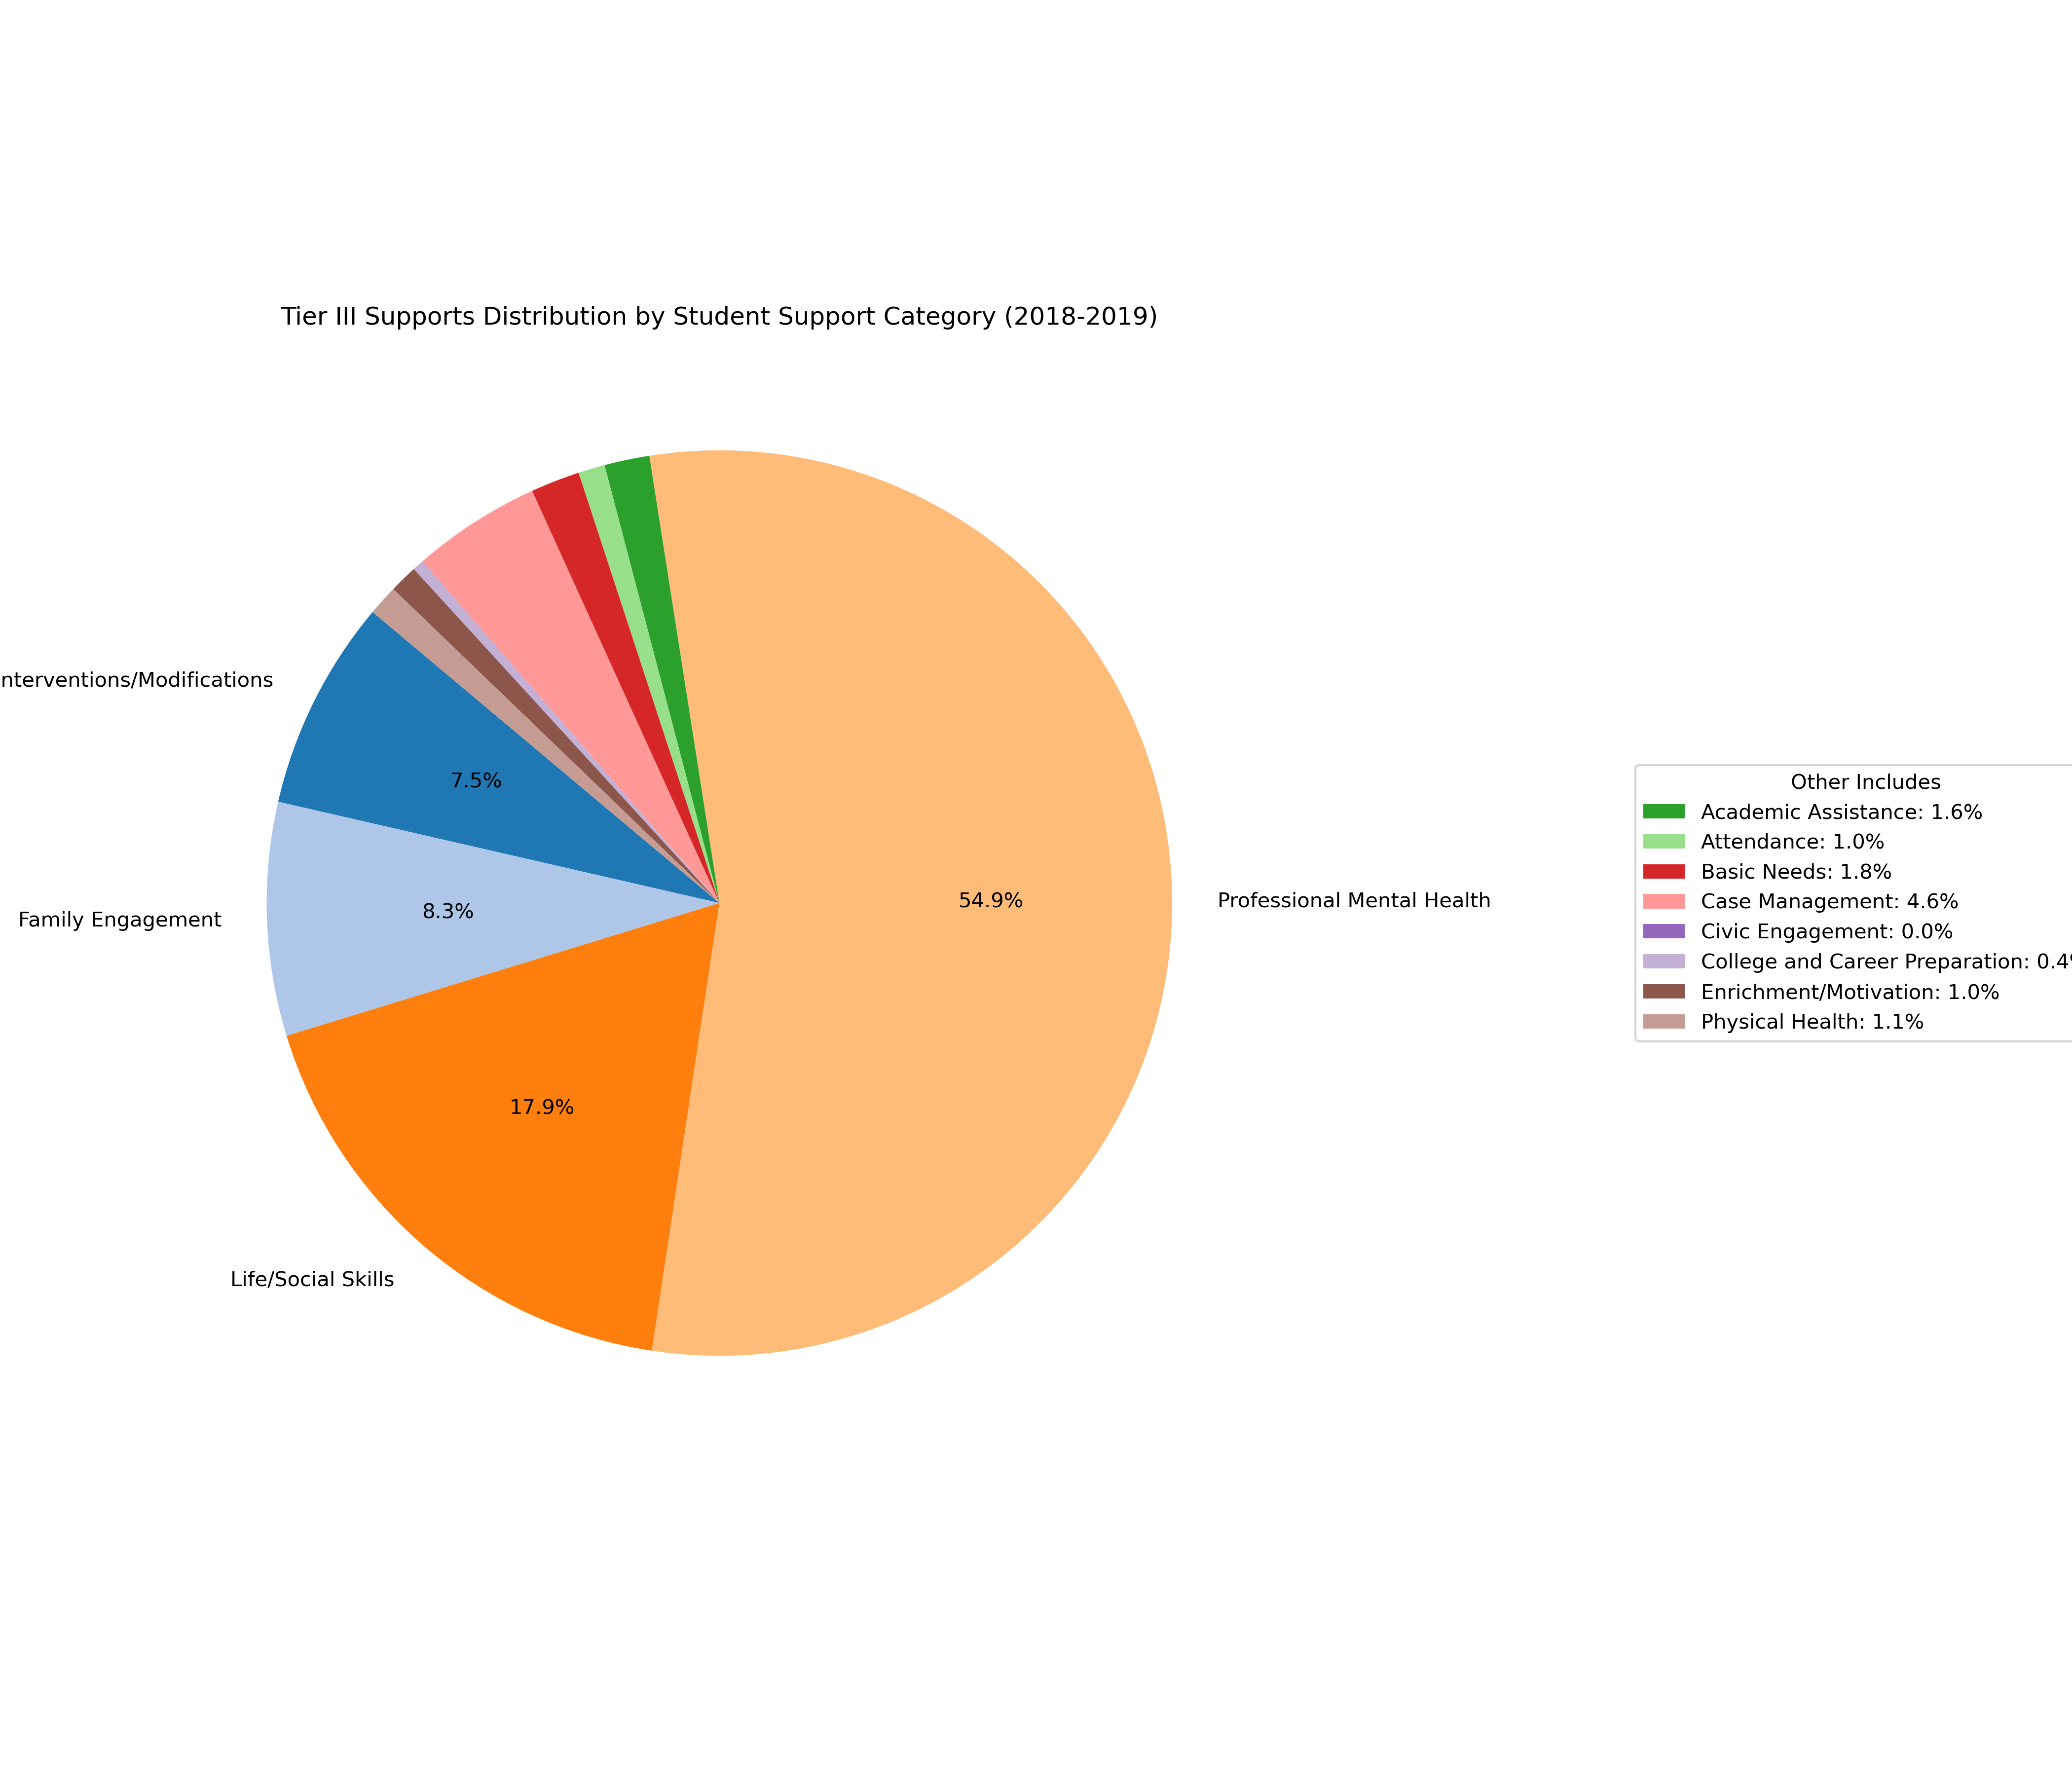 Tier III Supports Distribution by Student Support Category (2018-2019)
nterventions/Modifications
7.5%
Family Engagement
8.3%
54.9%
Professional Mental Health
17.9%
Life/Social Skills
Other Includes
Academic Assistance: 1.6%
Attendance: 1.0%
Basic Needs: 1.8%
Case Management: 4.6%
Civic Engagement: 0.0%
College and Career Preparation: 0.4%
Enrichment/Motivation: 1.0%
Physical Health: 1.1%